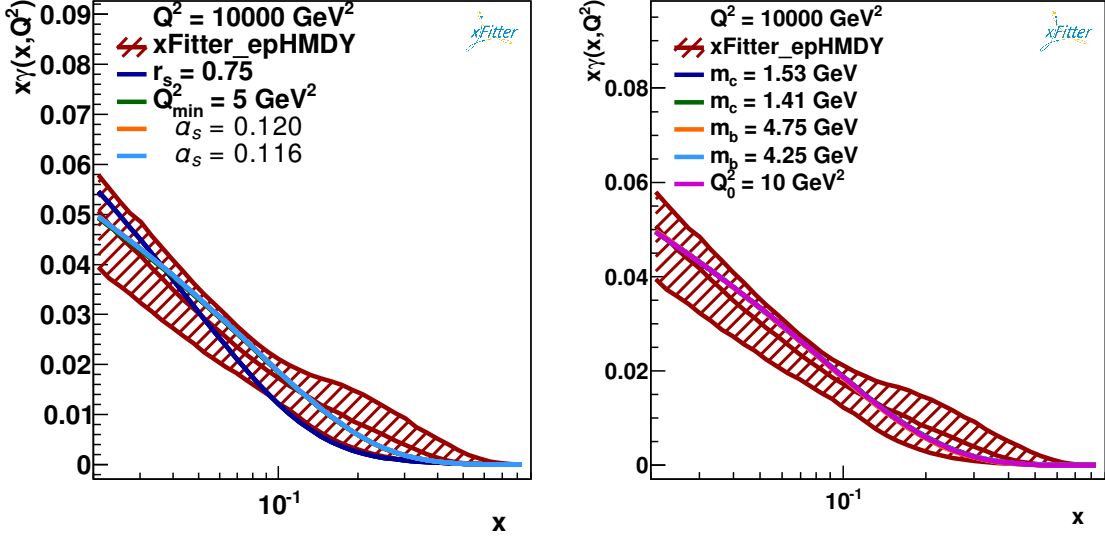 Q² = 10000 GeV²
xFitter_epHMDY
r_s = 0.75
Q²_min = 5 GeV²
α_s = 0.120
α_s = 0.116
xFitter
xγ(x,Q²)
0.09
0.08
0.07
0.06
0.05
0.04
0.03
0.02
0.01
0
10⁻¹
x
Q² = 10000 GeV²
xFitter_epHMDY
m_c = 1.53 GeV
m_c = 1.41 GeV
m_b = 4.75 GeV
m_b = 4.25 GeV
Q²_0 = 10 GeV²
xFitter
xγ(x,Q²)
0.08
0.06
0.04
0.02
0
10⁻¹
x